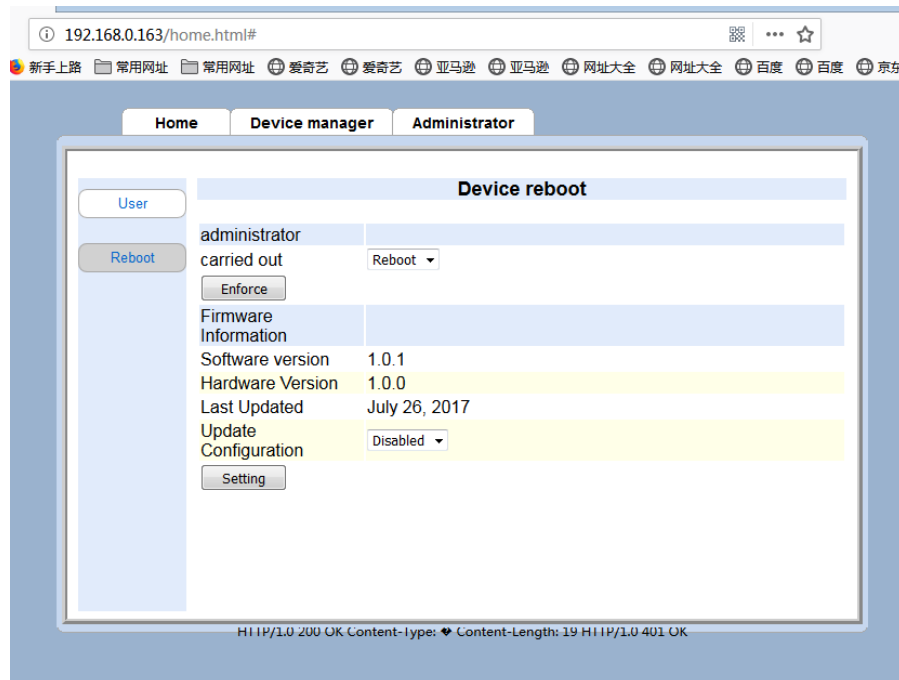 192.168.0.163/home.html#
新手上路 常用网址 常用网址 爱奇艺 爱奇艺 亚马逊 亚马逊 网址大全 网址大全 百度 百度
Home Device manager Administrator
Device reboot
User
administrator
Reboot carried out Reboot
Enforce
Firmware
Information
Software version 1.0.1
Hardware Version 1.0.0
Last Updated July 26, 2017
Update
Configuration Disabled
Setting
HTTP/1.0 200 OK Content-Type: � Content-Length: 19 HTTP/1.0 401 OK